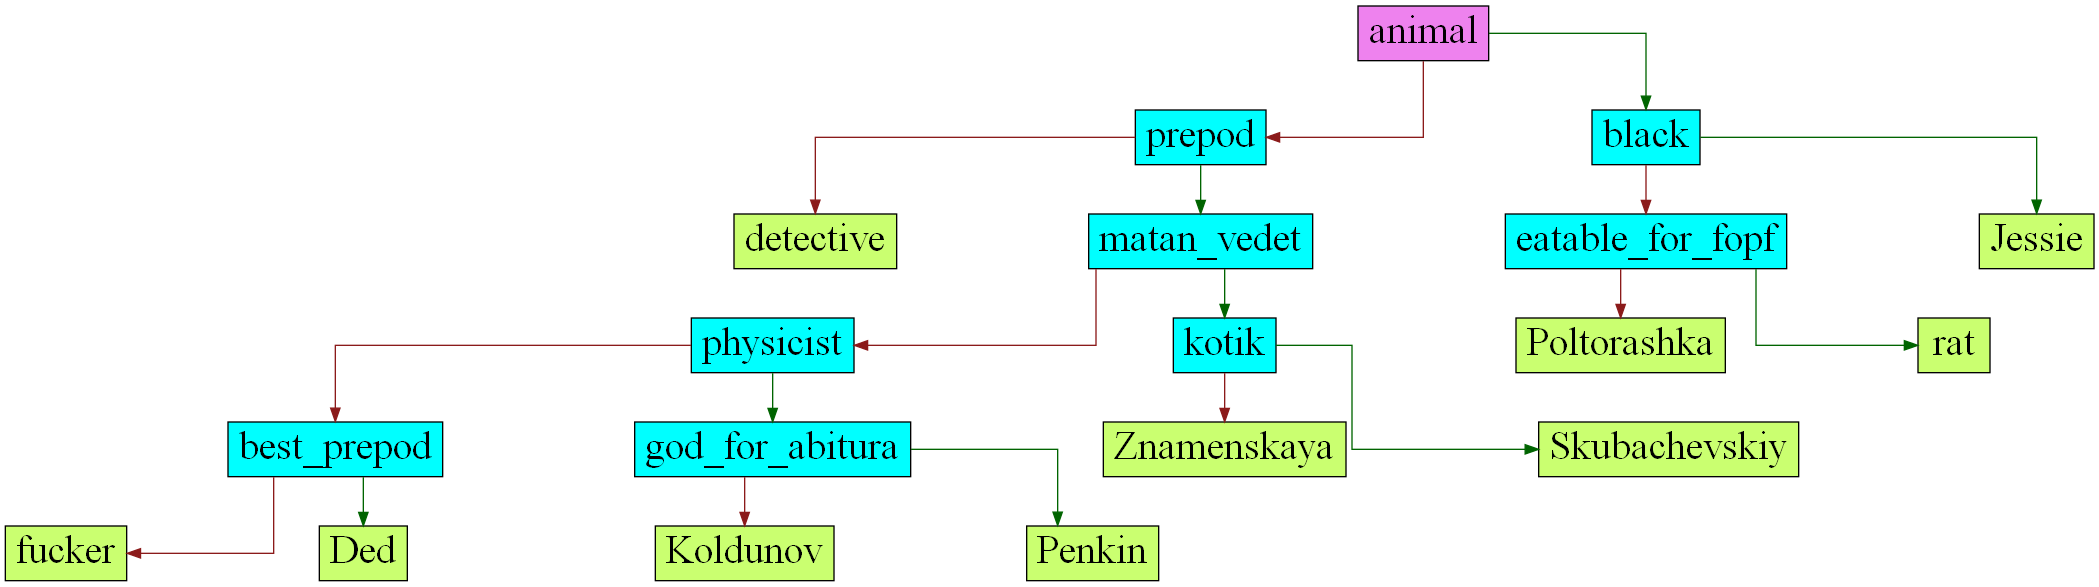 animal
prepod
black
detective
matan_vedet
eatable_for_fopf
Jessie
physicist
kotik
Poltorashka
rat
best_prepod
god_for_abitura
Znamenskaya
Skubachevskiy
fucker
Ded
Koldunov
Penkin